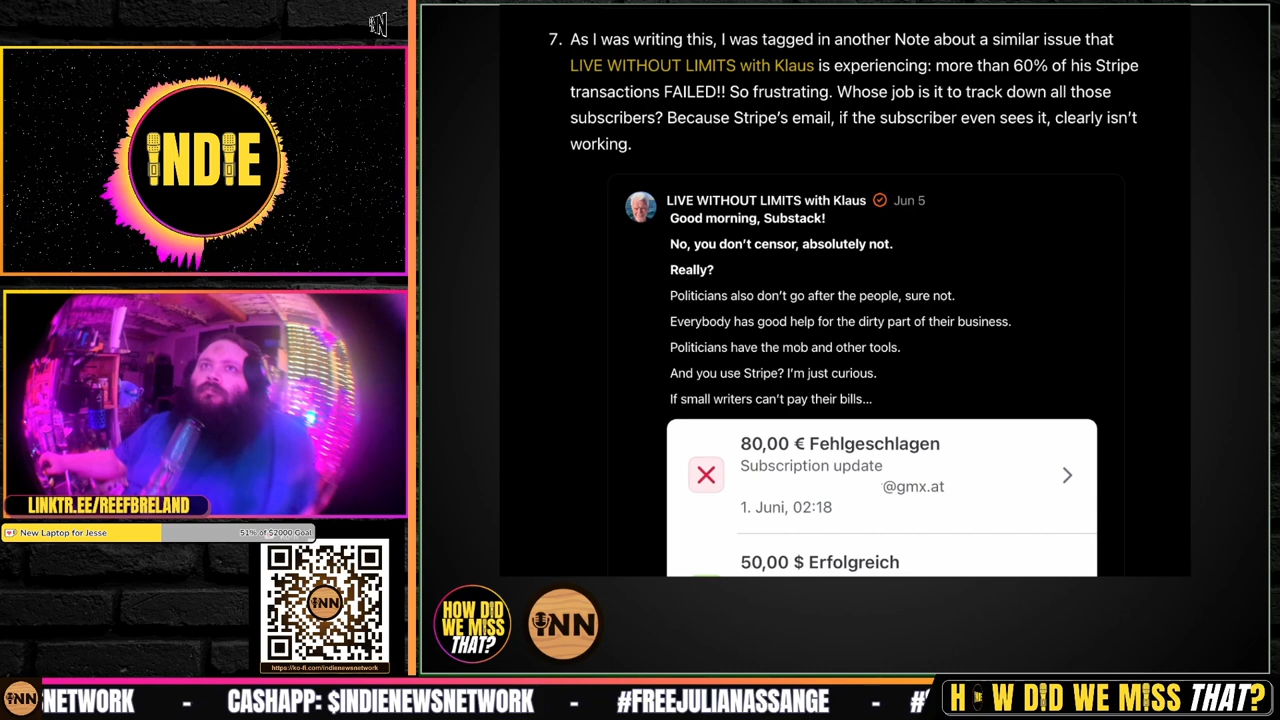 INDIE
LINKTR.EE/REEFBRELAND
New Laptop for Jesse
51% of $2000 Goal
INN
https://ko-fi.com/indienewsnetwork
7. As I was writing this, I was tagged in another Note about a similar issue that
LIVE WITHOUT LIMITS with Klaus is experiencing: more than 60% of his Stripe
transactions FAILED!! So frustrating. Whose job is it to track down all those
subscribers? Because Stripe's email, if the subscriber even sees it, clearly isn't
working.
LIVE WITHOUT LIMITS with Klaus Jun 5
Good morning, Substack!
No, you don't censor, absolutely not.
Really?
Politicians also don't go after the people, sure not.
Everybody has good help for the dirty part of their business.
Politicians have the mob and other tools.
And you use Stripe? I'm just curious.
If small writers can't pay their bills...
80,00 € Fehlgeschlagen
Subscription update
@gmx.at
1. Juni, 02:18
50,00 $ Erfolgreich
HOW DID
WE MISS
THAT?
INN
INN
NETWORK - CASHAPP: $INDIENEWSNETWORK - #FREEJULIANASSANGE - #
HOW DID WE MISS THAT?